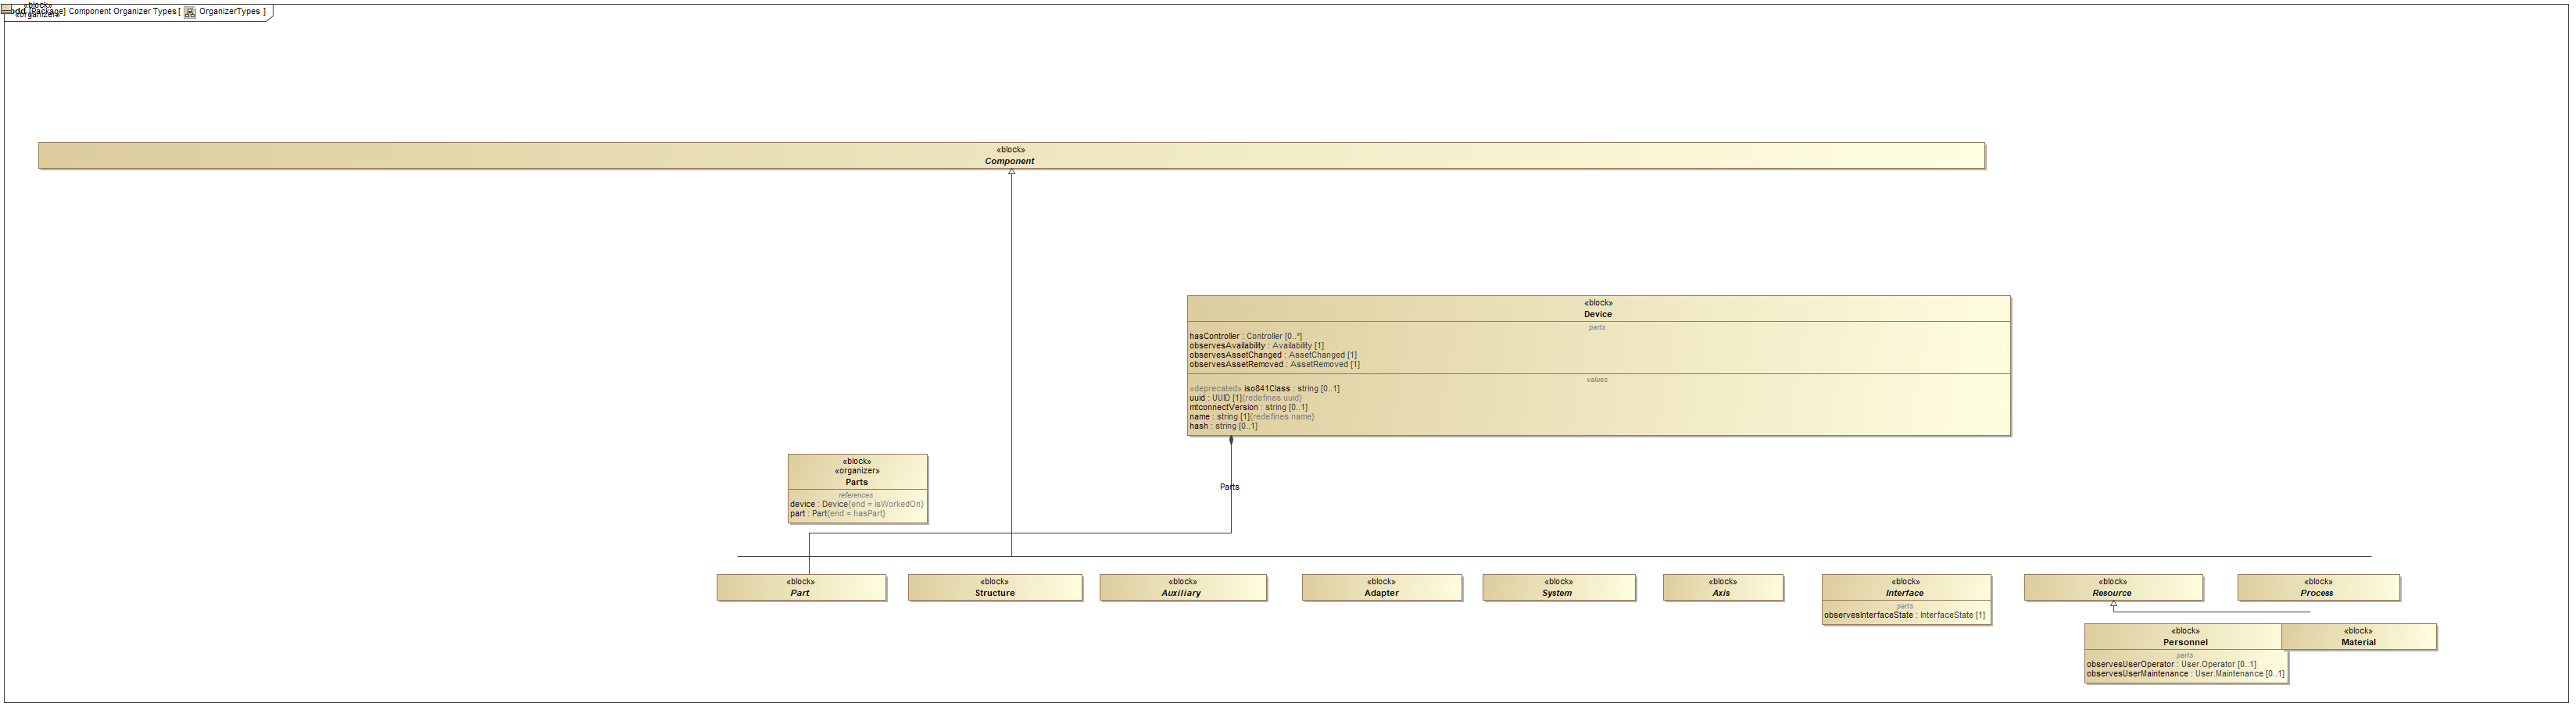 «block»
«organizer»
bdd [Package] Component Organizer Types [ OrganizerTypes ]
«block»
Component
«block»
Device
parts
hasController : Controller [0..*]
observesAvailability : Availability [1]
observesAssetChanged : AssetChanged [1]
observesAssetRemoved : AssetRemoved [1]
values
«deprecated» iso841Class : string [0..1]
uuid : UUID [1]{redefines uuid}
mtconnectVersion : string [0..1]
name : string [1]{redefines name}
hash : string [0..1]
«block»
«organizer»
Parts
references
device : Device{end = isWorkedOn}
part : Part{end = hasPart}
Parts
«block»
Part
«block»
Structure
«block»
Auxiliary
«block»
Adapter
«block»
System
«block»
Axis
«block»
Interface
parts
observesInterfaceState : InterfaceState [1]
«block»
Resource
«block»
Process
«block»
Personnel
parts
observesUserOperator : User.Operator [0..1]
observesUserMaintenance : User.Maintenance [0..1]
«block»
Material